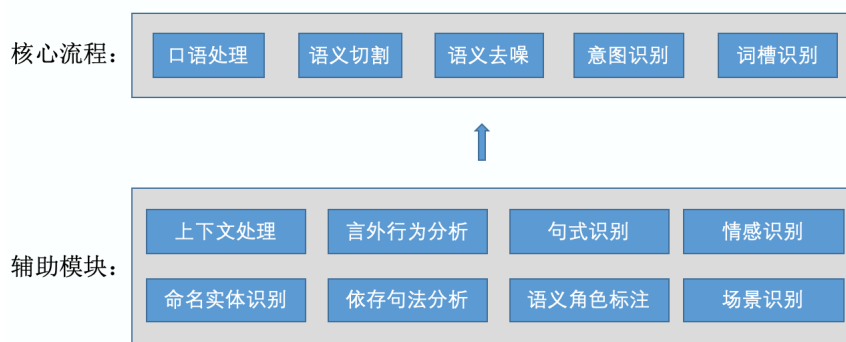 核心流程：
口语处理 语义切割 语义去噪 意图识别 词槽识别
辅助模块：
上下文处理 言外行为分析 句式识别 情感识别
命名实体识别 依存句法分析 语义角色标注 场景识别